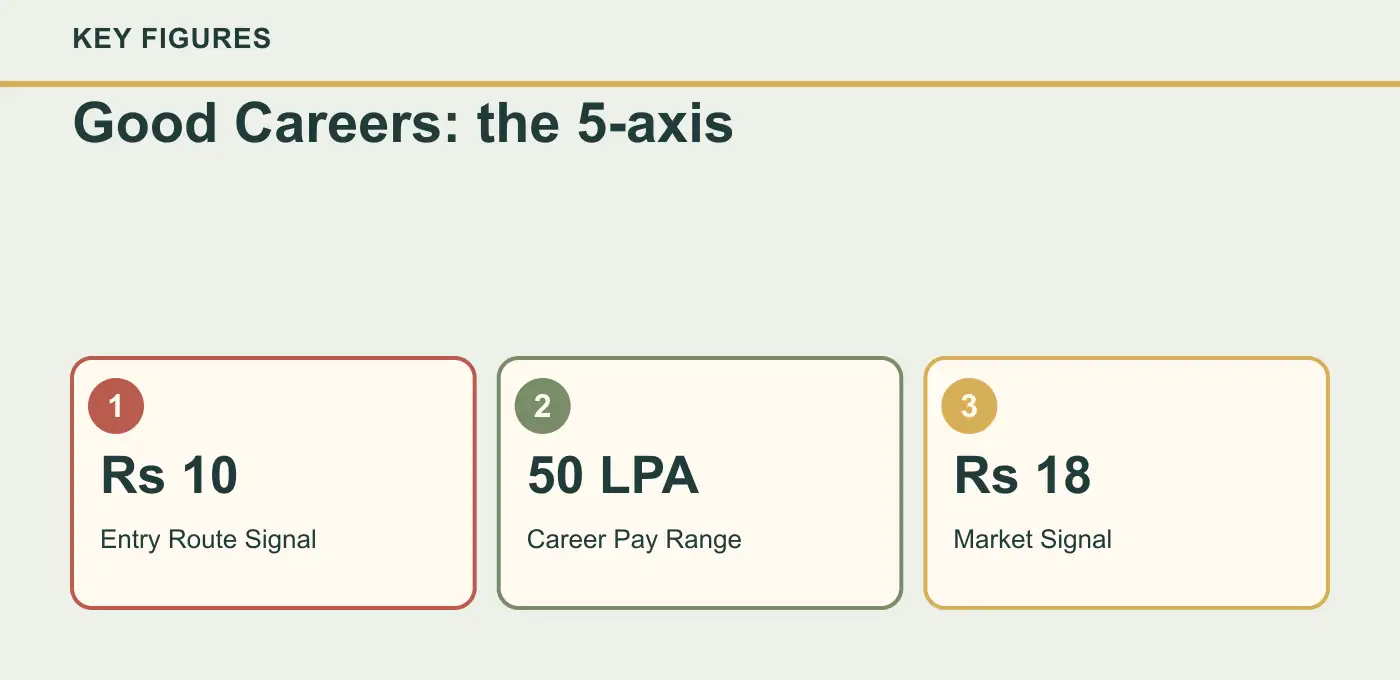 KEY FIGURES
Good Careers: the 5-axis
1
Rs 10
Entry Route Signal
2
50 LPA
Career Pay Range
3
Rs 18
Market Signal